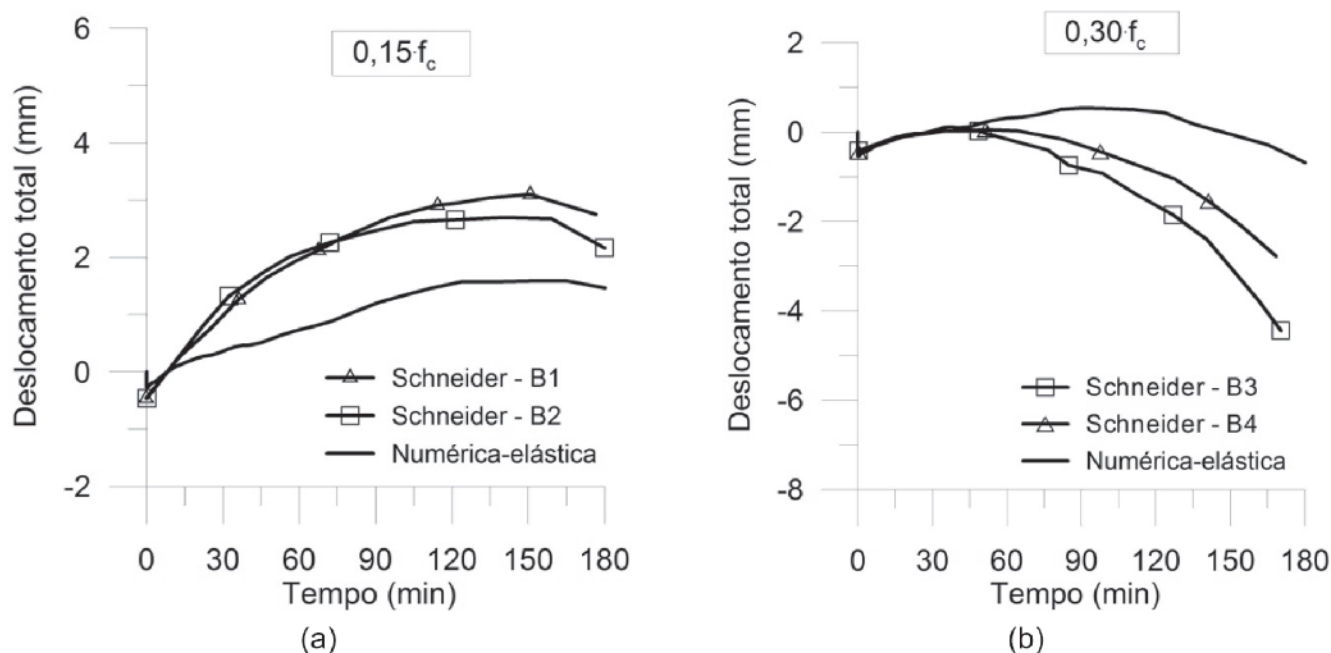 0,15·f_c
Deslocamento total (mm)
6
4
2
0
-2
Schneider - B1
Schneider - B2
Numérica-elástica
0 30 60 90 120 150 180
Tempo (min)
(a)
0,30·f_c
Deslocamento total (mm)
2
0
-2
-4
-6
-8
Schneider - B3
Schneider - B4
Numérica-elástica
0 30 60 90 120 150 180
Tempo (min)
(b)